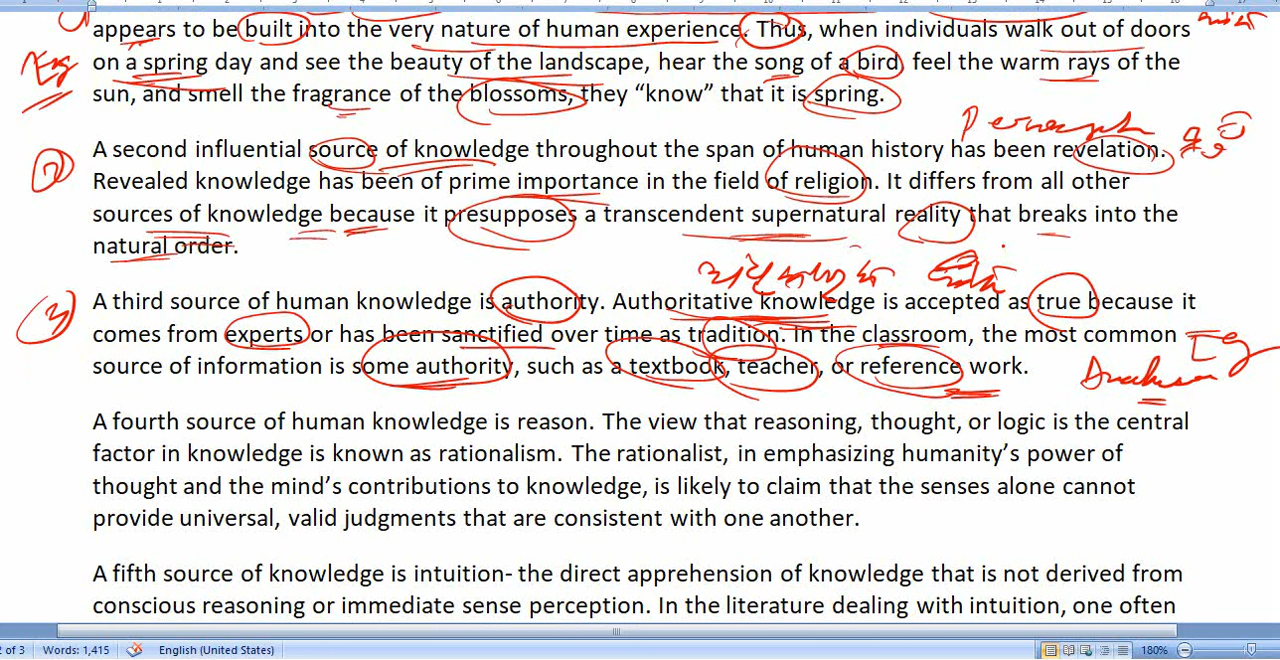 appears to be built into the very nature of human experience. Thus, when individuals walk out of doors
on a spring day and see the beauty of the landscape, hear the song of a bird, feel the warm rays of the
sun, and smell the fragrance of the blossoms, they “know” that it is spring.
A second influential source of knowledge throughout the span of human history has been revelation.
Revealed knowledge has been of prime importance in the field of religion. It differs from all other
sources of knowledge because it presupposes a transcendent supernatural reality that breaks into the
natural order.
A third source of human knowledge is authority. Authoritative knowledge is accepted as true because it
comes from experts or has been sanctified over time as tradition. In the classroom, the most common
source of information is some authority, such as a textbook, teacher, or reference work.
A fourth source of human knowledge is reason. The view that reasoning, thought, or logic is the central
factor in knowledge is known as rationalism. The rationalist, in emphasizing humanity’s power of
thought and the mind’s contributions to knowledge, is likely to claim that the senses alone cannot
provide universal, valid judgments that are consistent with one another.
A fifth source of knowledge is intuition- the direct apprehension of knowledge that is not derived from
conscious reasoning or immediate sense perception. In the literature dealing with intuition, one often
2 of 3 Words: 1,415 English (United States) 180%